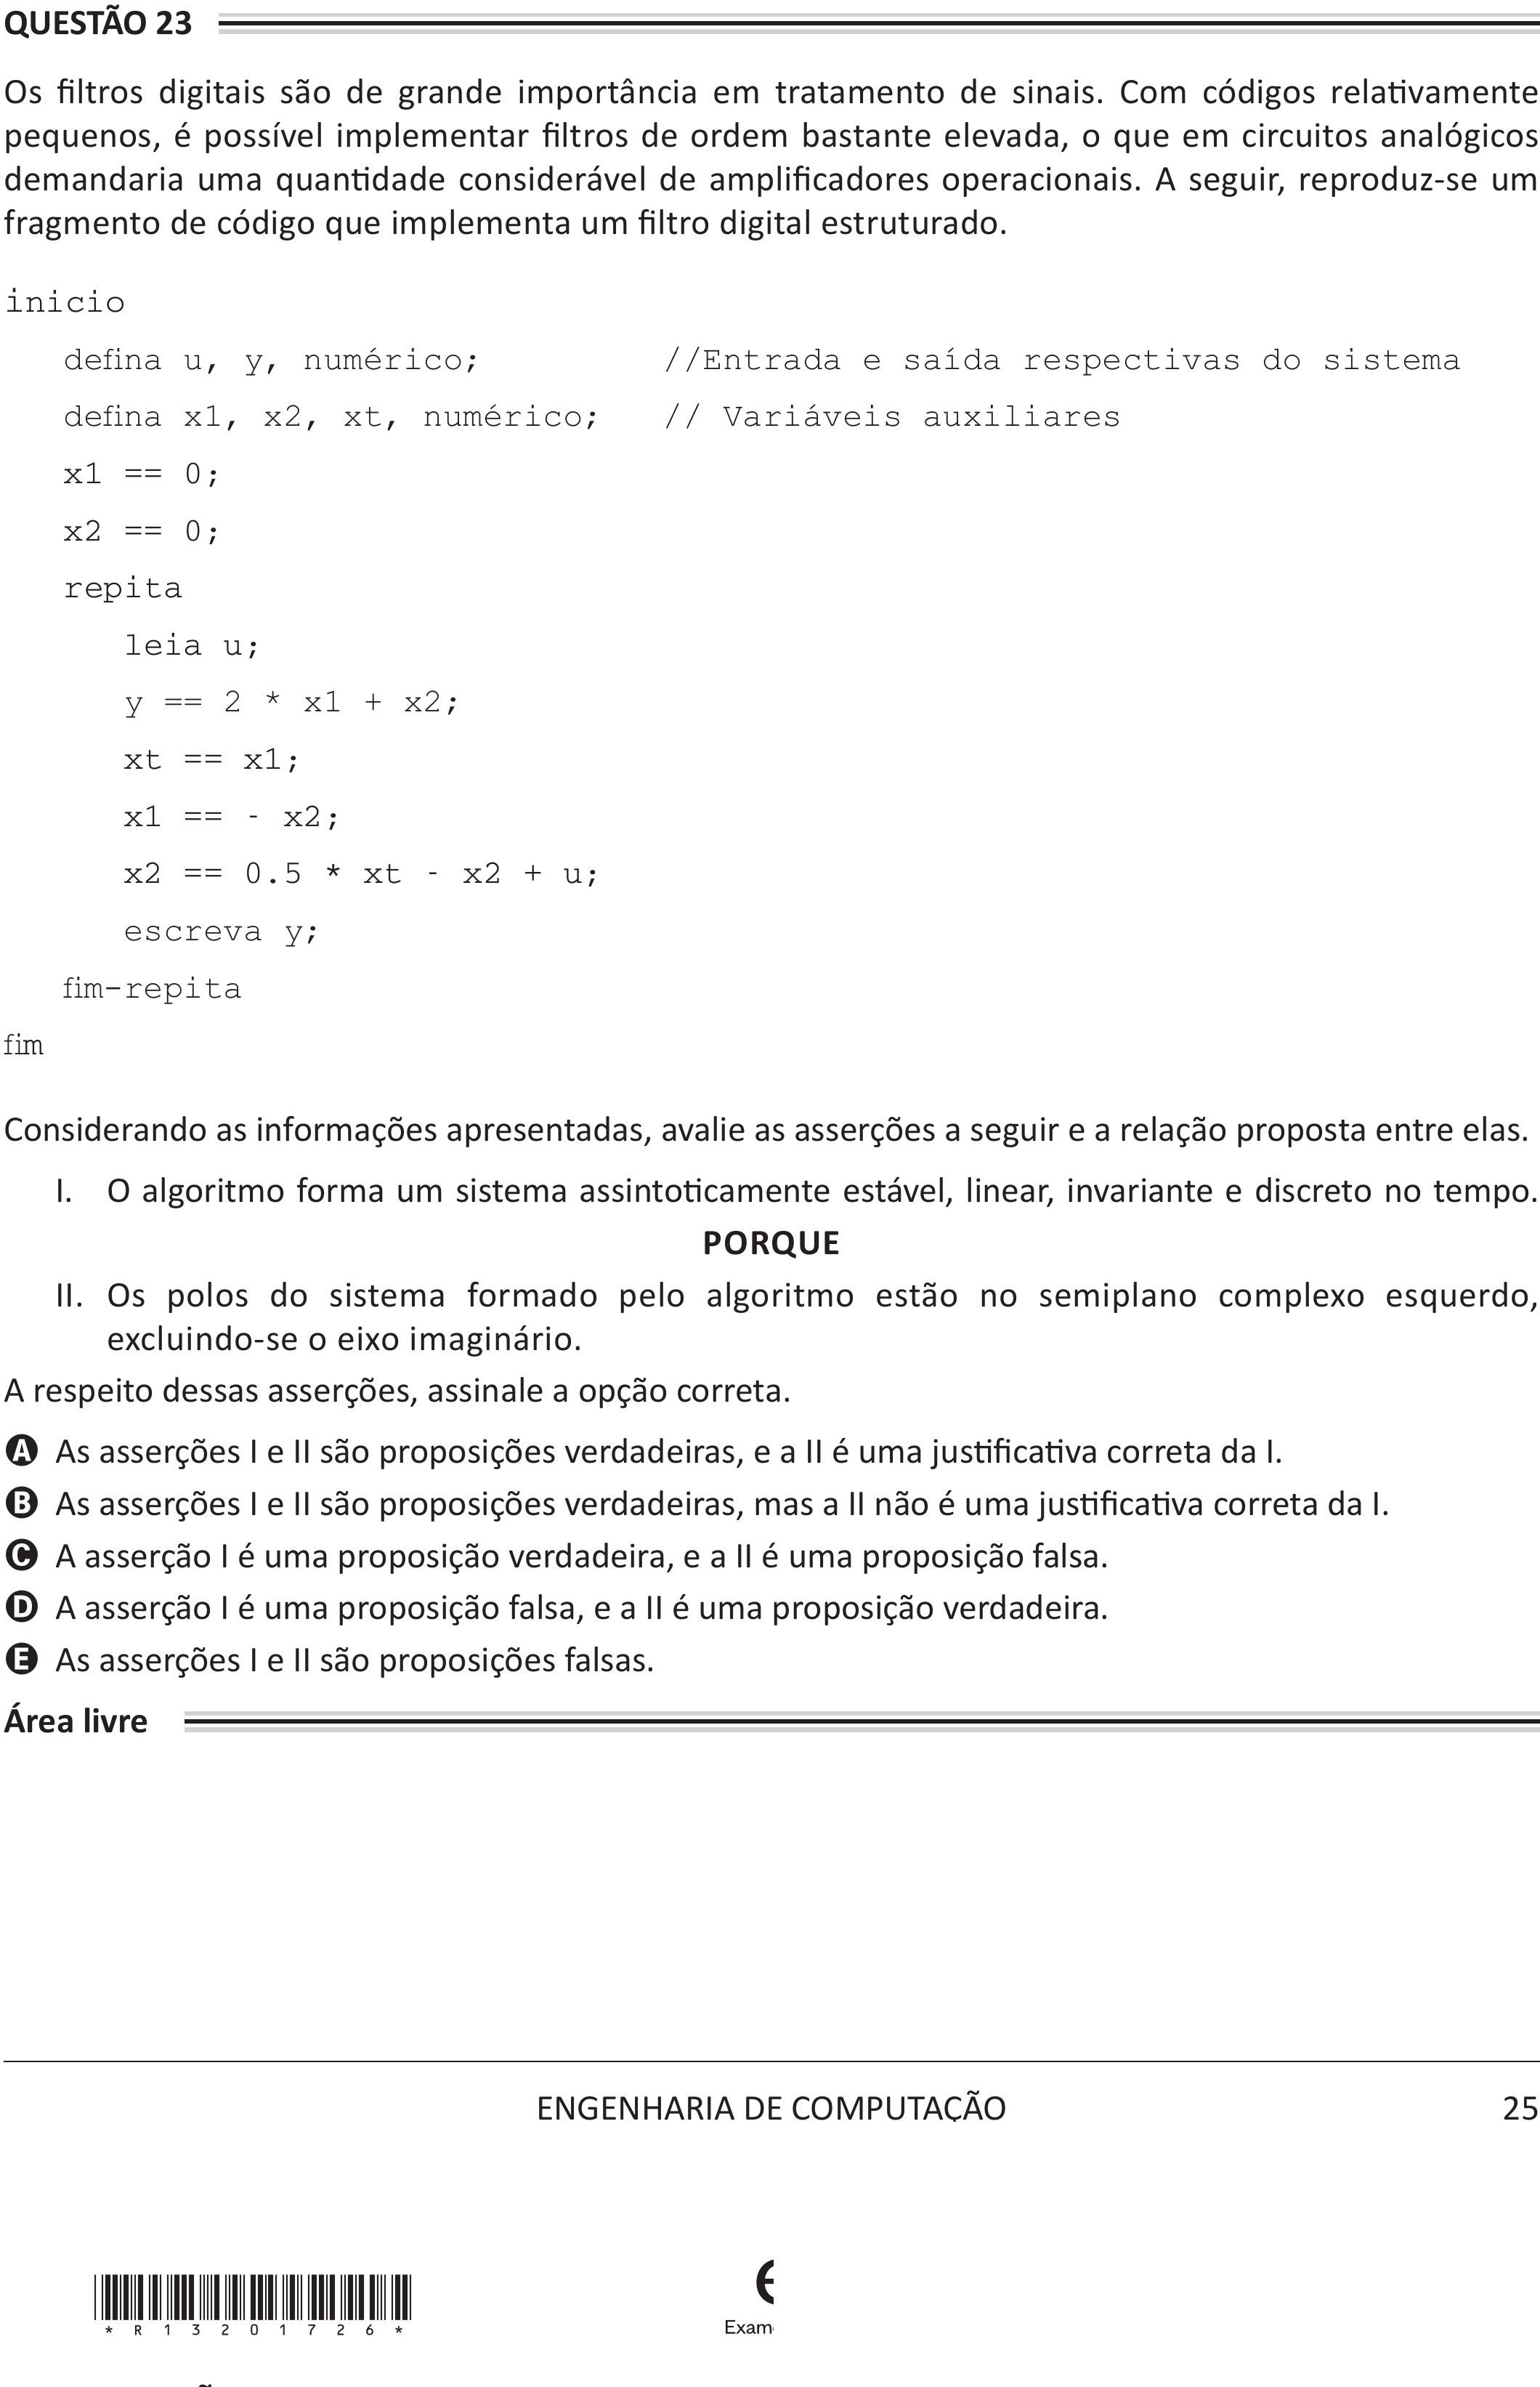 QUESTÃO 23
Os filtros digitais são de grande importância em tratamento de sinais. Com códigos relativamente
pequenos, é possível implementar filtros de ordem bastante elevada, o que em circuitos analógicos
demandaria uma quantidade considerável de amplificadores operacionais. A seguir, reproduz-se um
fragmento de código que implementa um filtro digital estruturado.
inicio
defina u, y, numérico; //Entrada e saída respectivas do sistema
defina x1, x2, xt, numérico; // Variáveis auxiliares
x1 == 0;
x2 == 0;
repita
leia u;
y == 2 * x1 + x2;
xt == x1;
x1 == - x2;
x2 == 0.5 * xt - x2 + u;
escreva y;
fim-repita
fim
Considerando as informações apresentadas, avalie as asserções a seguir e a relação proposta entre elas.
I. O algoritmo forma um sistema assintoticamente estável, linear, invariante e discreto no tempo.
PORQUE
II. Os polos do sistema formado pelo algoritmo estão no semiplano complexo esquerdo,
excluindo-se o eixo imaginário.
A respeito dessas asserções, assinale a opção correta.
A As asserções I e II são proposições verdadeiras, e a II é uma justificativa correta da I.
B As asserções I e II são proposições verdadeiras, mas a II não é uma justificativa correta da I.
C A asserção I é uma proposição verdadeira, e a II é uma proposição falsa.
D A asserção I é uma proposição falsa, e a II é uma proposição verdadeira.
E As asserções I e II são proposições falsas.
Área livre
ENGENHARIA DE COMPUTAÇÃO 25
* R 1 3 2 0 1 7 2 6 *
Exam